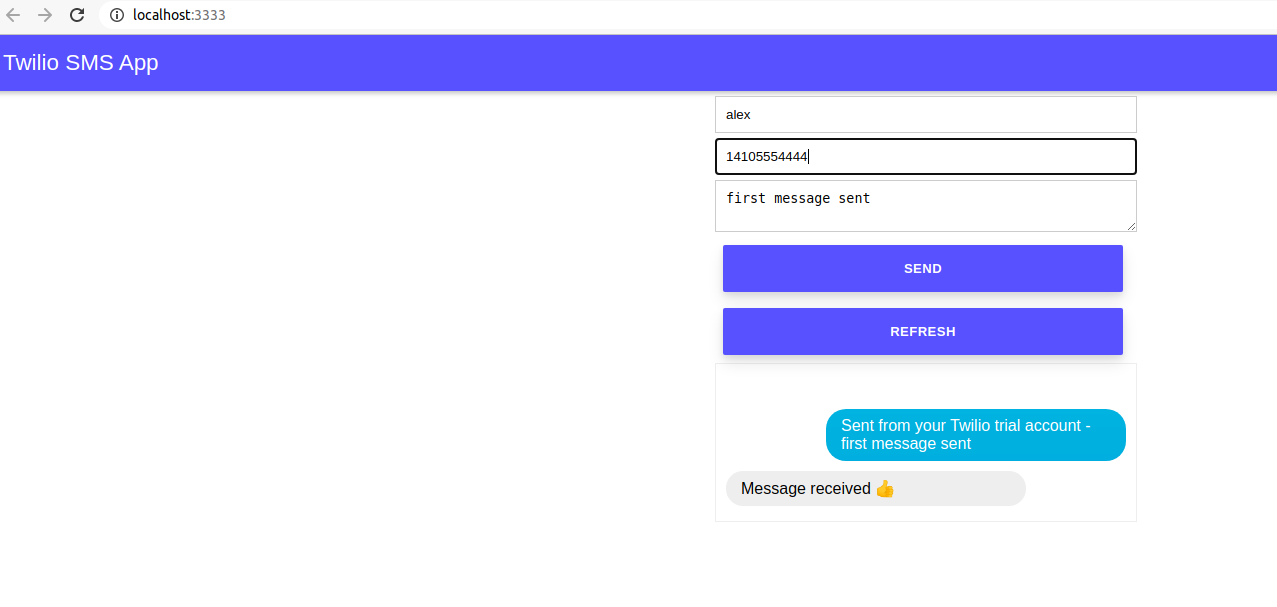 localhost:3333
Twilio SMS App
alex
14105554444
first message sent
SEND
REFRESH
Sent from your Twilio trial account -
first message sent
Message received 👍